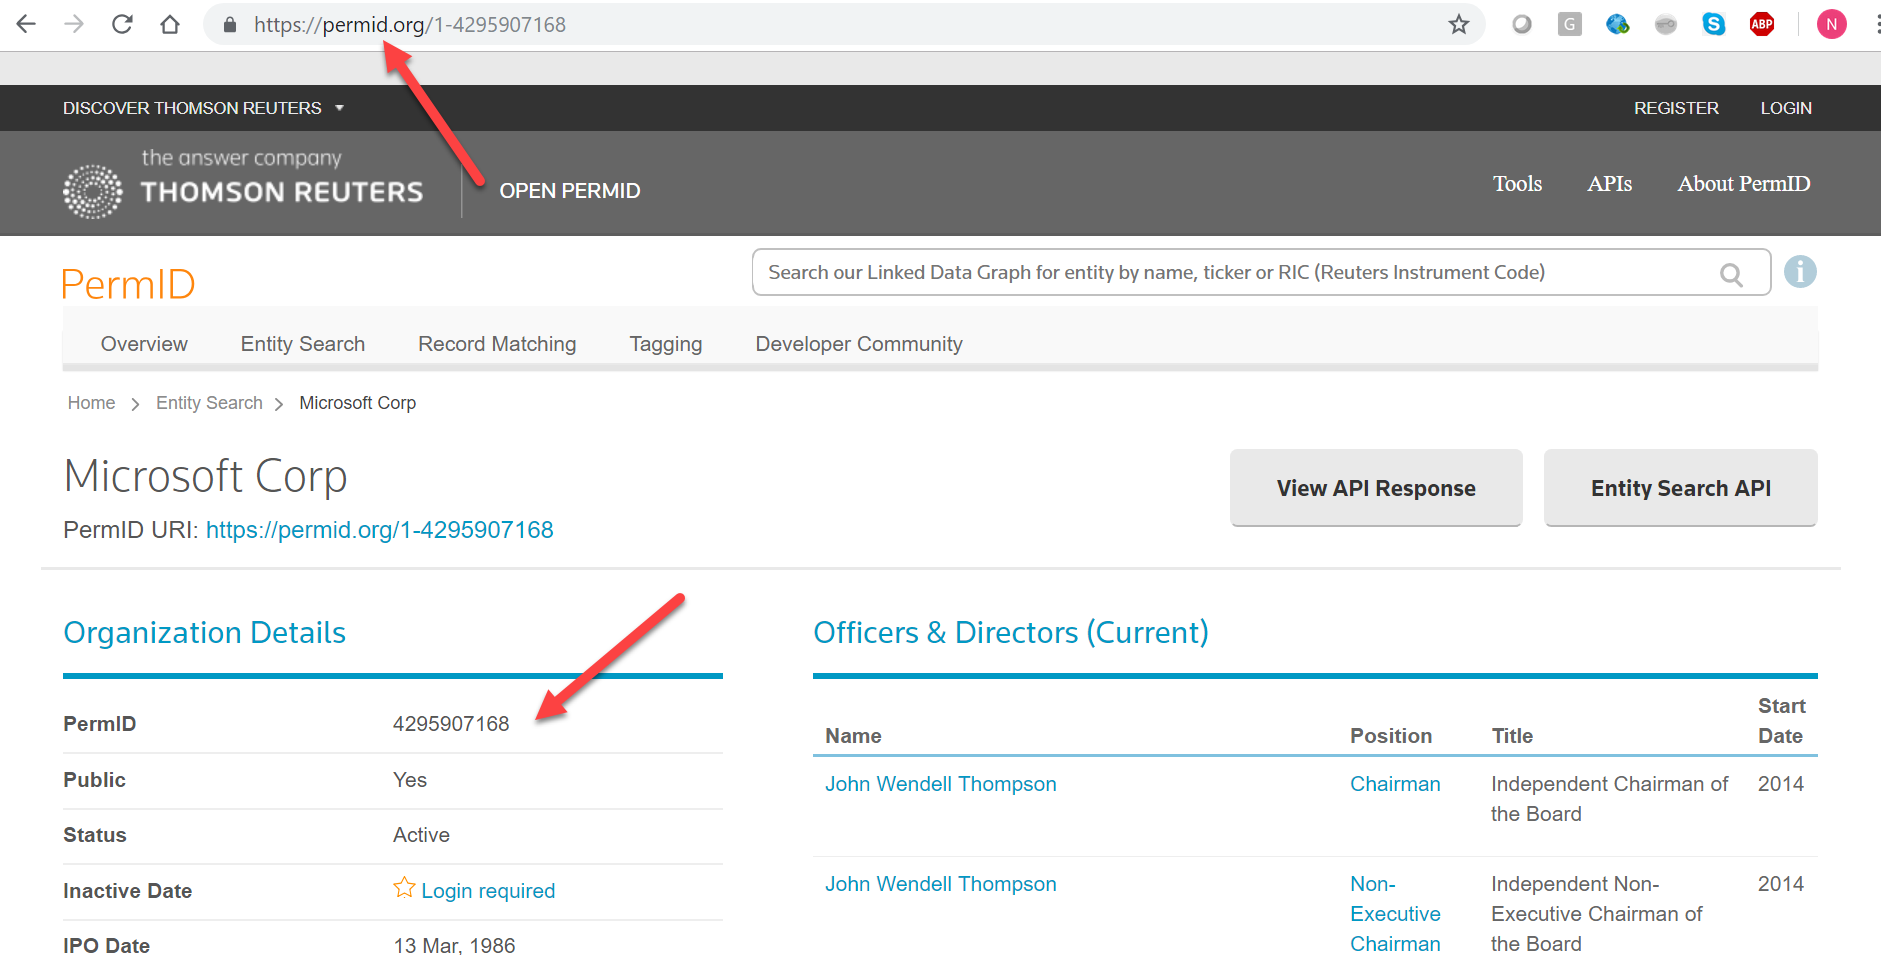 https://permid.org/1-4295907168
G
S
ABP
N
DISCOVER THOMSON REUTERS
REGISTER
LOGIN
the answer company
THOMSON REUTERS
OPEN PERMID
Tools
APIs
About PermID
PermID
Search our Linked Data Graph for entity by name, ticker or RIC (Reuters Instrument Code)
i
Overview
Entity Search
Record Matching
Tagging
Developer Community
Home > Entity Search > Microsoft Corp
Microsoft Corp
View API Response
Entity Search API
PermID URI: https://permid.org/1-4295907168
Organization Details
PermID 4295907168
Public Yes
Status Active
Inactive Date Login required
IPO Date 13 Mar, 1986
Officers & Directors (Current)
Name Position Title Start
Date
John Wendell Thompson Chairman Independent Chairman of 2014
the Board
John Wendell Thompson Non- Independent Non- 2014
Executive Executive Chairman of
Chairman the Board